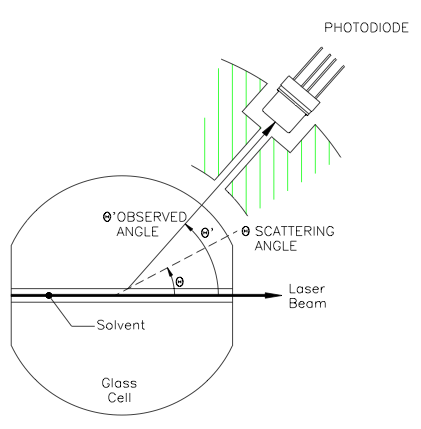 PHOTODIODE
Θ'OBSERVED
ANGLE
Θ'
Θ SCATTERING
ANGLE
Θ
Laser
Beam
Solvent
Glass
Cell